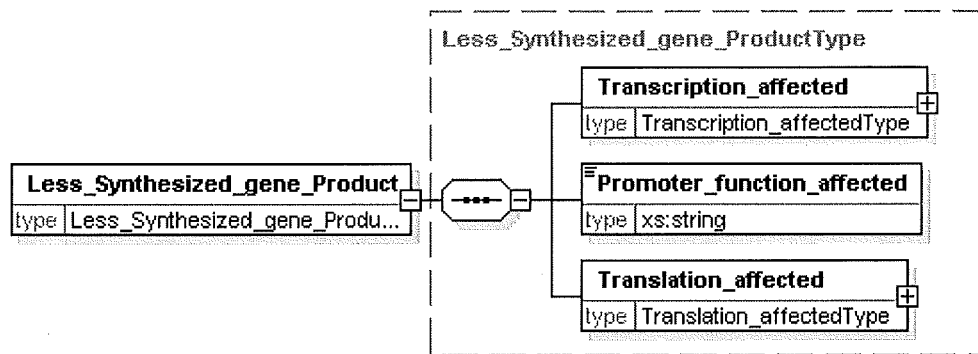 Less_Synthesized_gene_ProductType
Transcription_affected
type Transcription_affectedType
Less_Synthesized_gene_Product
type Less_Synthesized_gene_Produ...
Promoter_function_affected
type xs:string
Translation_affected
type Translation_affectedType